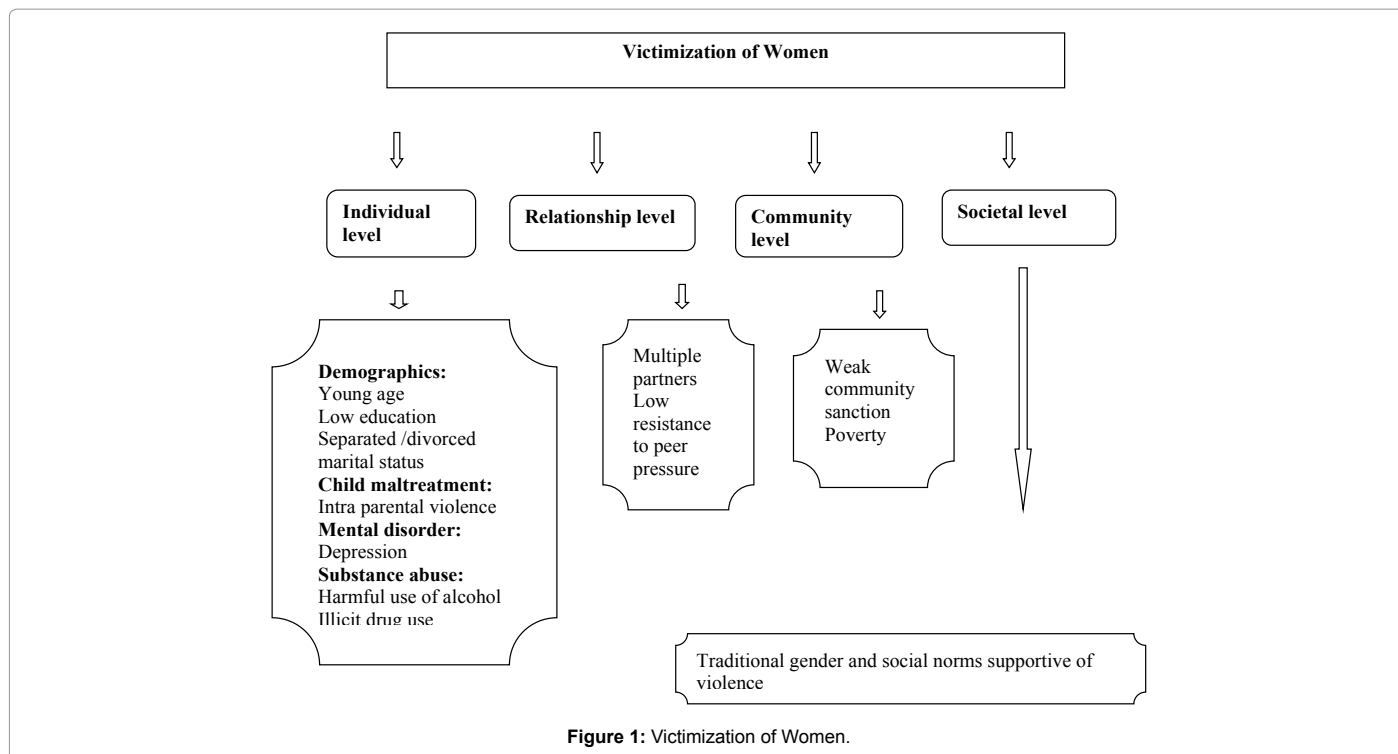 Victimization of Women
Individual
level
Relationship level
Community
level
Societal level
Demographics:
Young age
Low education
Separated /divorced
marital status
Child maltreatment:
Intra parental violence
Mental disorder:
Depression
Substance abuse:
Harmful use of alcohol
Illicit drug use
Multiple
partners
Low
resistance
to peer
pressure
Weak
community
sanction
Poverty
Traditional gender and social norms supportive of
violence
Figure 1: Victimization of Women.